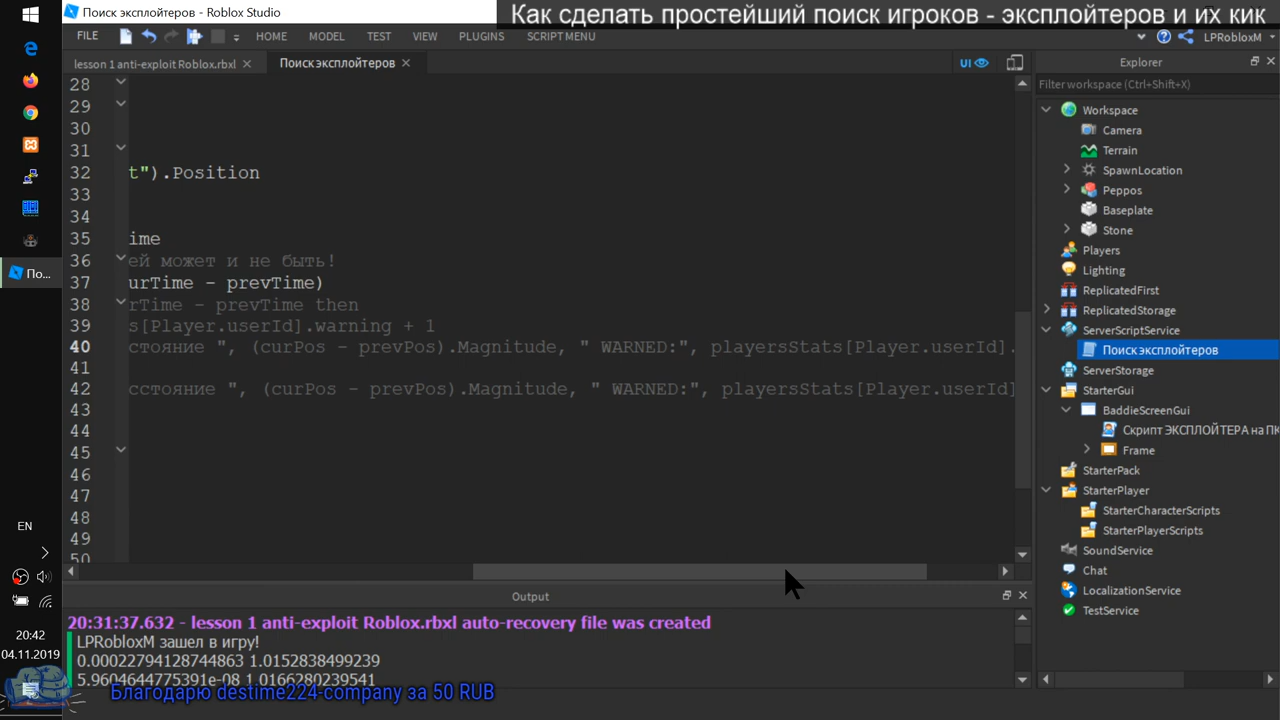 Поиск эксплойтеров - Roblox Studio
Как сделать простейший поиск игроков - эксплойтеров и их кик
FILE HOME MODEL TEST VIEW PLUGINS SCRIPT MENU LPRobloxM
lesson 1 anti-exploit Roblox.rbxl
Поиск эксплойтеров
UI
Explorer
Filter workspace (Ctrl+Shift+X)
28
29
30
31
32 t").Position
33
34
35 ime
36 ей может и не быть!
37 urTime - prevTime)
38 rTime - prevTime then
39 s[Player.userId].warning + 1
40 стояние ", (curPos - prevPos).Magnitude, " WARNED:", playersStats[Player.userId].
41
42 сстояние ", (curPos - prevPos).Magnitude, " WARNED:", playersStats[Player.userId]
43
44
45
46
47
48
49
50
Workspace
Camera
Terrain
SpawnLocation
Peppos
Baseplate
Stone
Players
Lighting
ReplicatedFirst
ReplicatedStorage
ServerScriptService
Поиск эксплойтеров
ServerStorage
StarterGui
BaddieScreenGui
Скрипт ЭКСПЛОЙТЕРА на ПК
Frame
StarterPack
StarterPlayer
StarterCharacterScripts
StarterPlayerScripts
SoundService
Chat
LocalizationService
TestService
Output
20:31:37.632 - lesson 1 anti-exploit Roblox.rbxl auto-recovery file was created
LPRobloxM зашел в игру!
0.00022794128744863 1.0152838499239
5.9604644775391e-08 1.0166280239541
Благодарю destime224-company за 50 RUB
По...
EN
20:42
04.11.2019